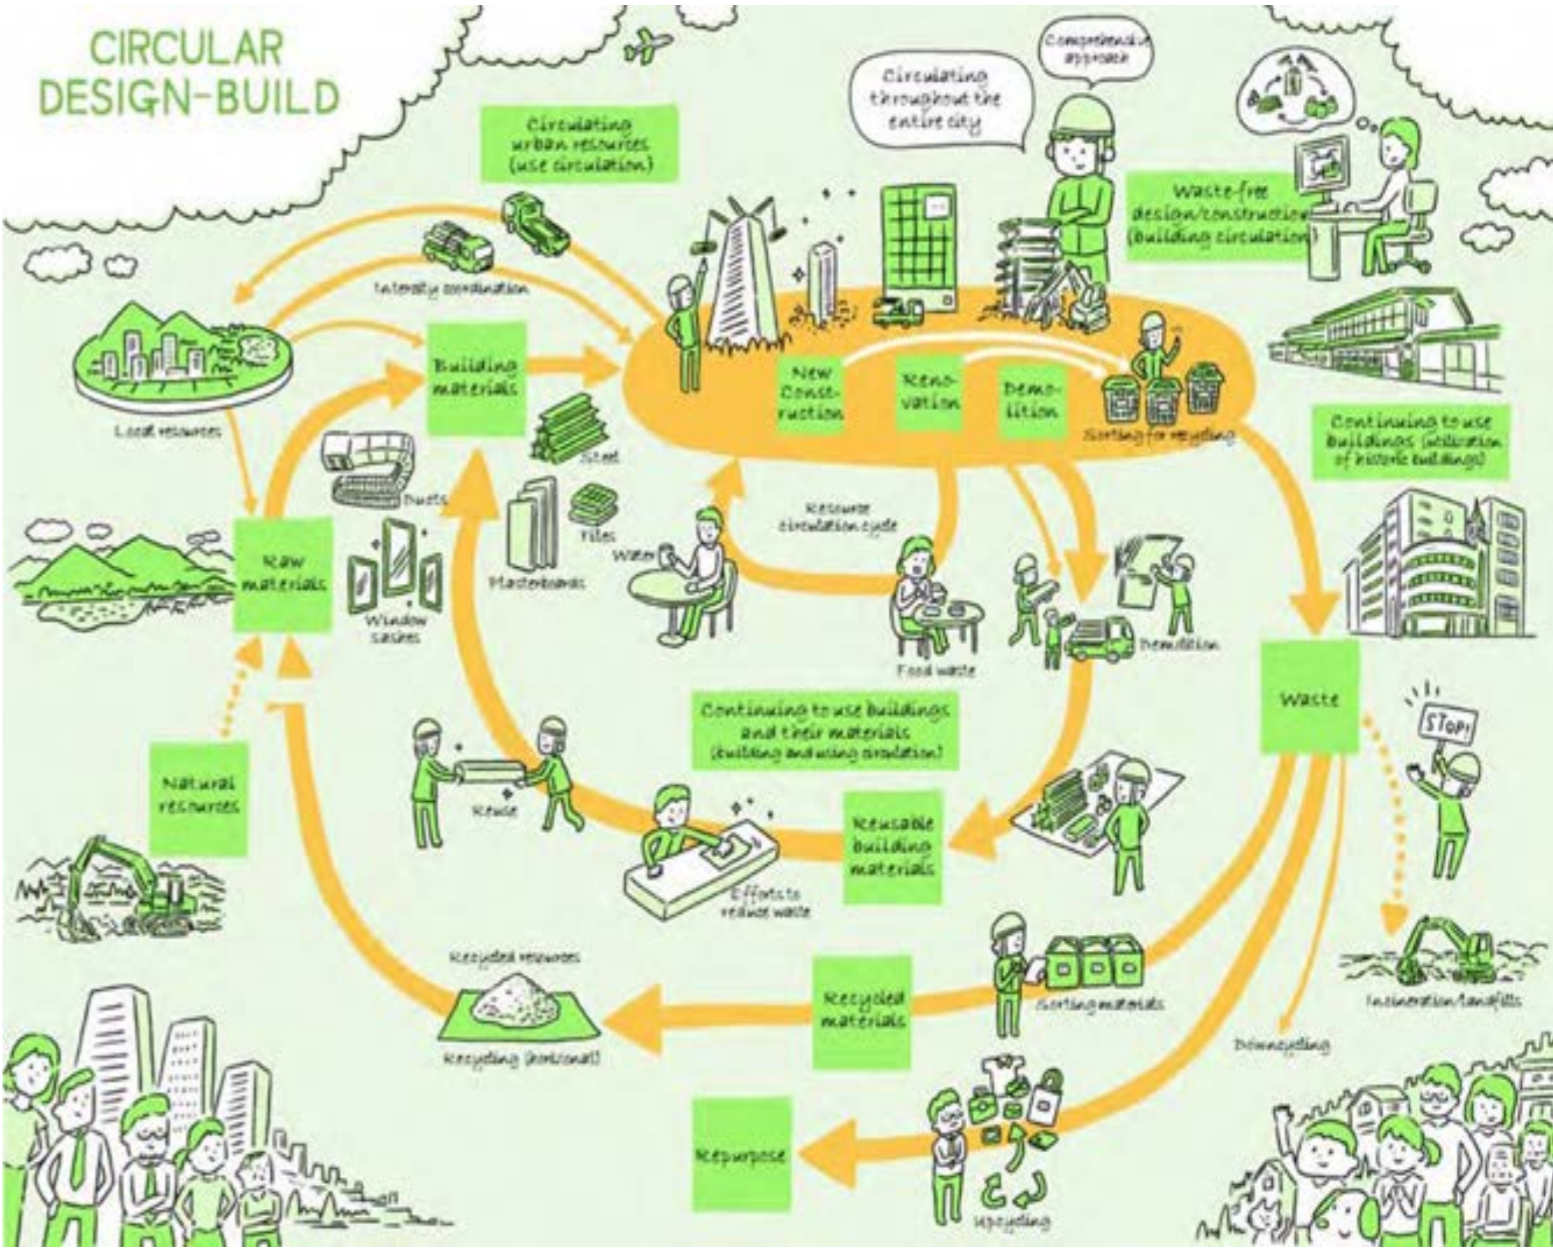 CIRCULAR
DESIGN-BUILD
Circulating
urban resources
(use circulation)
Circulating
throughout the
entire city
Comprehensive
approach
Waste-free
design/construction
(building circulation)
Intercity coordination
Local resources
Building
materials
New
Const-
ruction
Reno-
vation
Demo-
lition
Sorting for recycling
Continuing to use
buildings (utilization
of historic buildings)
Steel
Ducts
Tiles
Plasterboards
Window
sashes
Raw
materials
Resource
circulation cycle
Water
Food waste
Demolition
Waste
STOP!
Natural
resources
Continuing to use buildings
and their materials
(building and using circulation)
Reuse
Reusable
building
materials
Efforts to
reduce waste
Recycled resources
Recycling (horizontal)
Recycled
materials
Sorting materials
Incineration/landfills
Downcycling
Repurpose
Upcycling